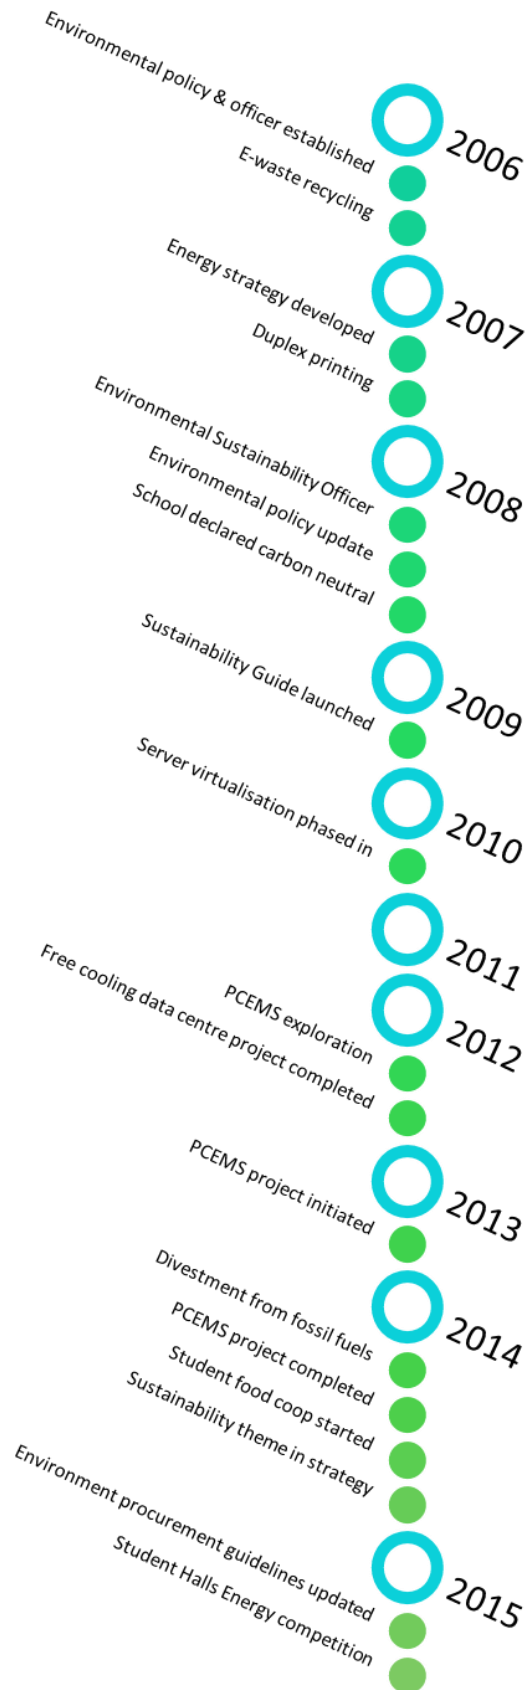 2006
Environmental policy & officer established
E-waste recycling
2007
Energy strategy developed
Duplex printing
2008
Environmental Sustainability Officer
Environmental policy update
School declared carbon neutral
2009
Sustainability Guide launched
2010
Server virtualisation phased in
2011
2012
PCEMS exploration
Free cooling data centre project completed
2013
PCEMS project initiated
2014
Divestment from fossil fuels
PCEMS project completed
Student food coop started
Sustainability theme in strategy
2015
Environment procurement guidelines updated
Student Halls Energy competition